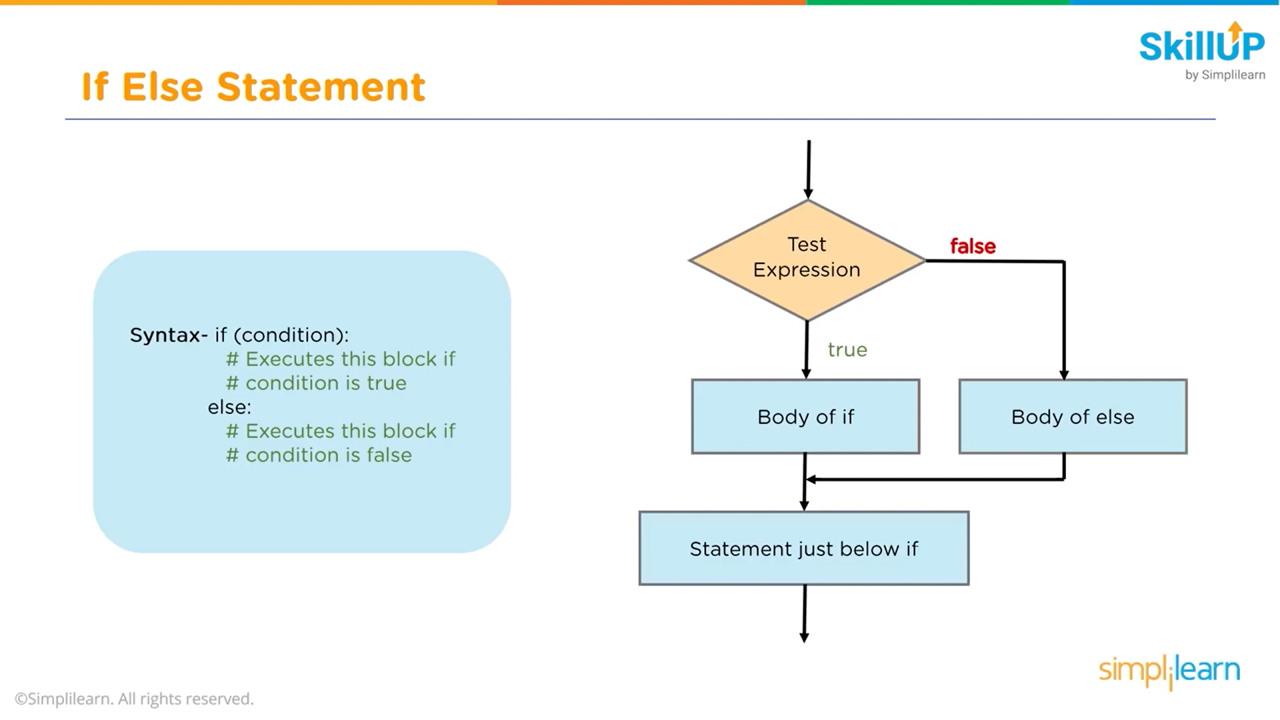 SkillUP
by Simplilearn
If Else Statement
Syntax- if (condition):
# Executes this block if
# condition is true
else:
# Executes this block if
# condition is false
Test
Expression
false
true
Body of if
Body of else
Statement just below if
simplilearn
©Simplilearn. All rights reserved.